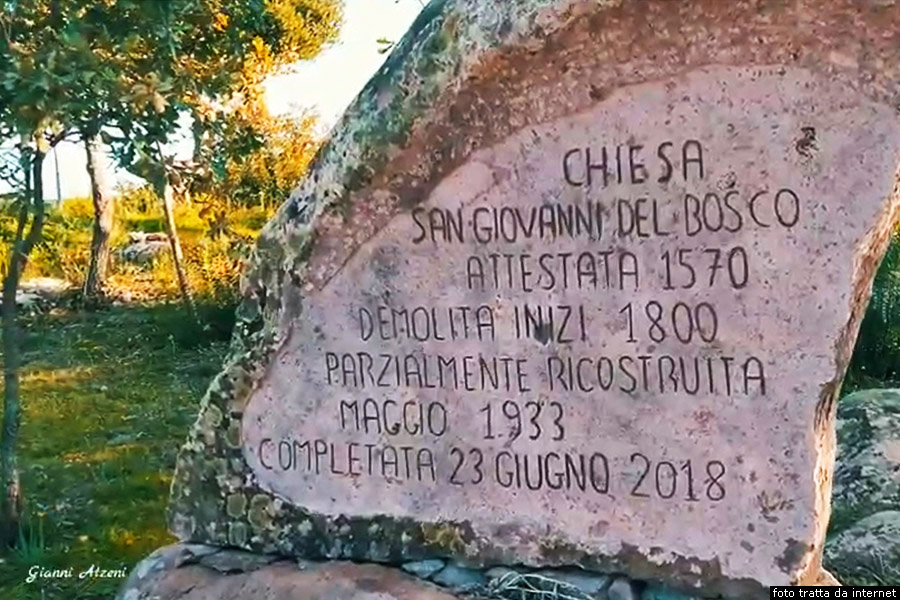 CHIESA
SAN GIOVANNI DEL BOSCO
ATTESTATA 1570
DEMOLITA INIZI 1800
PARZIALMENTE RICOSTRUITA
MAGGIO 1933
COMPLETATA 23 GIUGNO 2018
Gianni Atzeni
foto tratta da internet